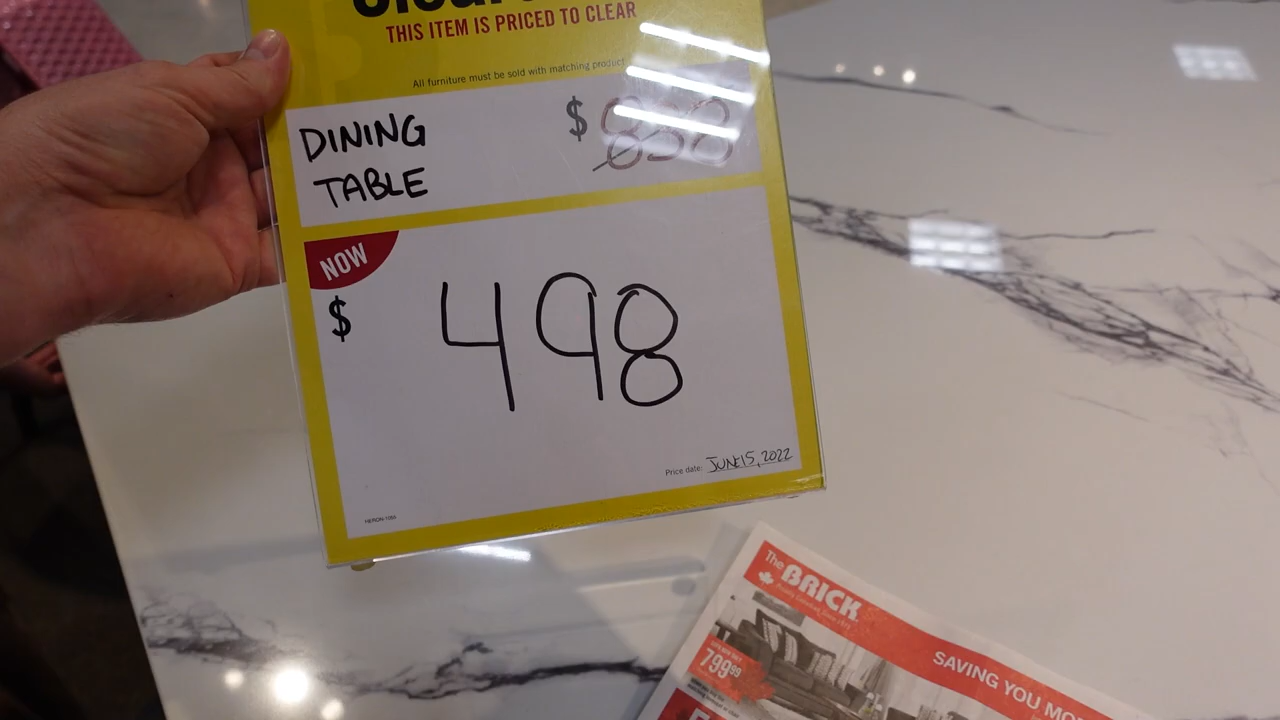 THIS ITEM IS PRICED TO CLEAR
All furniture must be sold with matching product.
DINING
TABLE
$ 858
NOW
$ 498
Price date: JUNE 15, 2022
The
BRICK
SAVING YOU
799.99